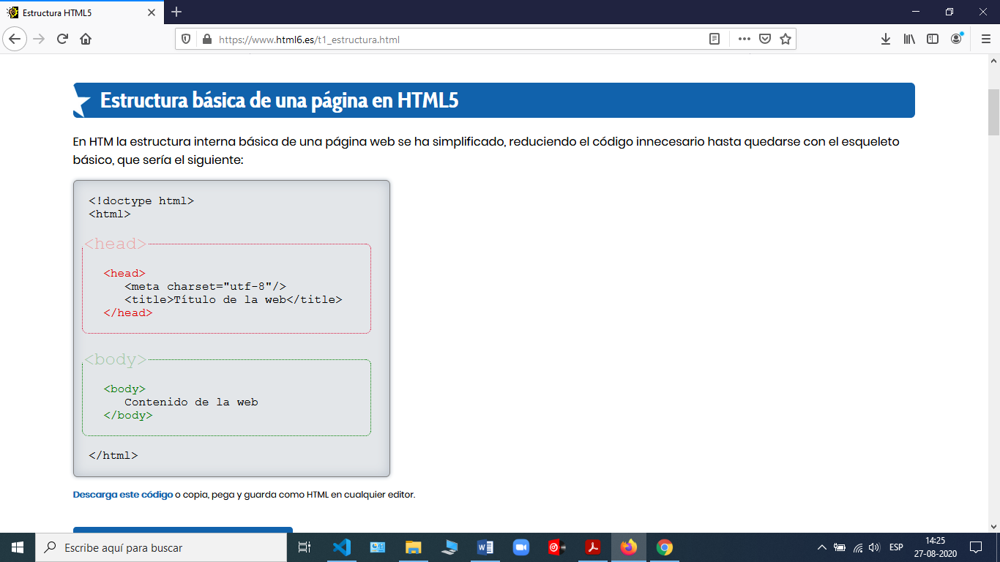 Estructura HTML5
https://www.html6.es/t1_estructura.html
Estructura básica de una página en HTML5
En HTM la estructura interna básica de una página web se ha simplificado, reduciendo el código innecesario hasta quedarse con el esqueleto
básico, que sería el siguiente:
<!doctype html>
<html>
<head>
<head>
<meta charset="utf-8"/>
<title>Título de la web</title>
</head>
<body>
<body>
Contenido de la web
</body>
</html>
Descarga este código o copia, pega y guarda como HTML en cualquier editor.
Escribe aquí para buscar
ESP
14:25
27-08-2020